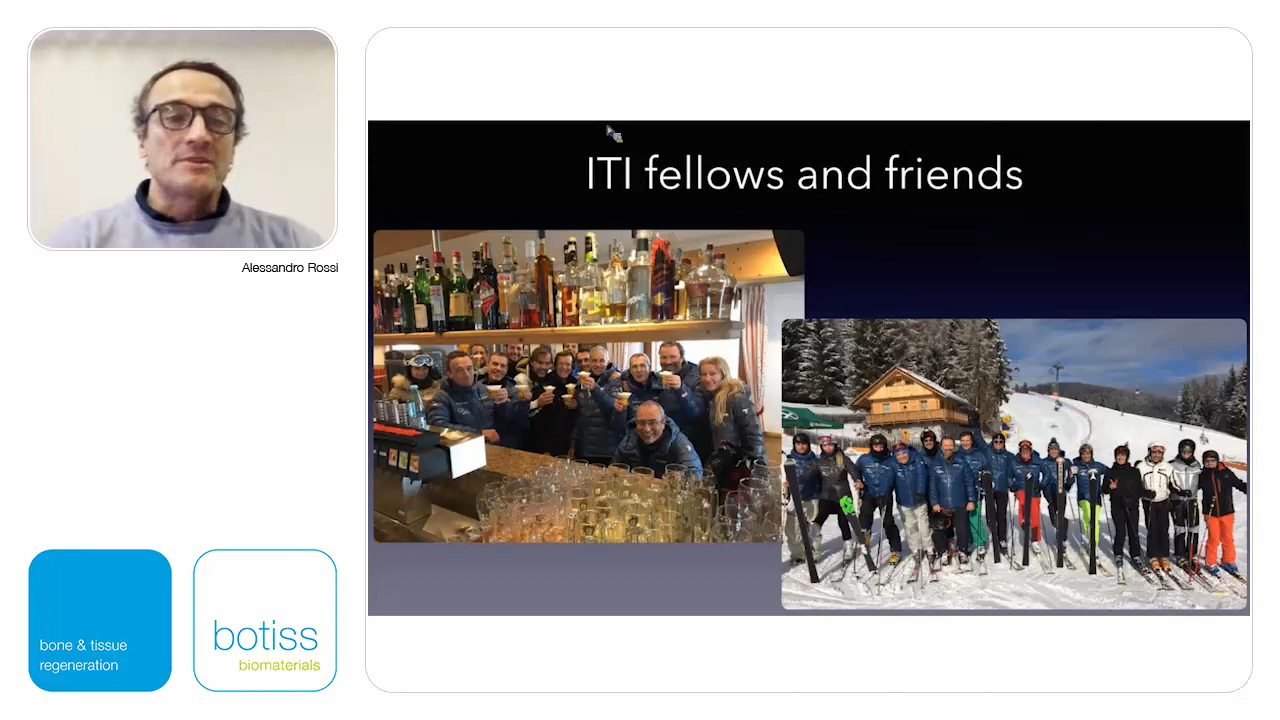 Alessandro Rossi
ITI fellows and friends
bone & tissue
regeneration
botiss
biomaterials